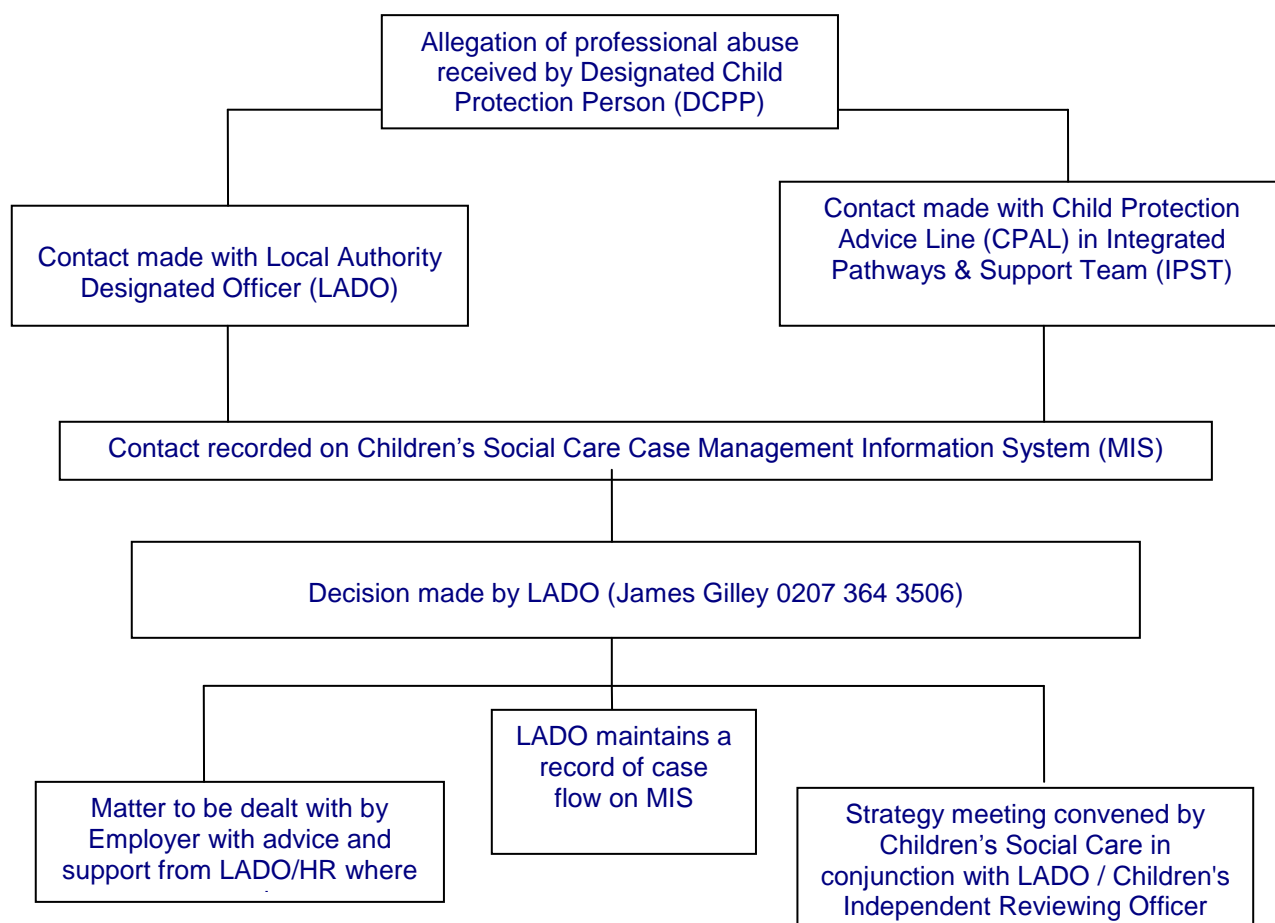 Allegation of professional abuse
received by Designated Child
Protection Person (DCPP)
Contact made with Local Authority
Designated Officer (LADO)
Contact made with Child Protection
Advice Line (CPAL) in Integrated
Pathways & Support Team (IPST)
Contact recorded on Children’s Social Care Case Management Information System (MIS)
Decision made by LADO (James Gilley 0207 364 3506)
Matter to be dealt with by
Employer with advice and
support from LADO/HR where
LADO maintains a
record of case
flow on MIS
Strategy meeting convened by
Children’s Social Care in
conjunction with LADO / Children's
Independent Reviewing Officer